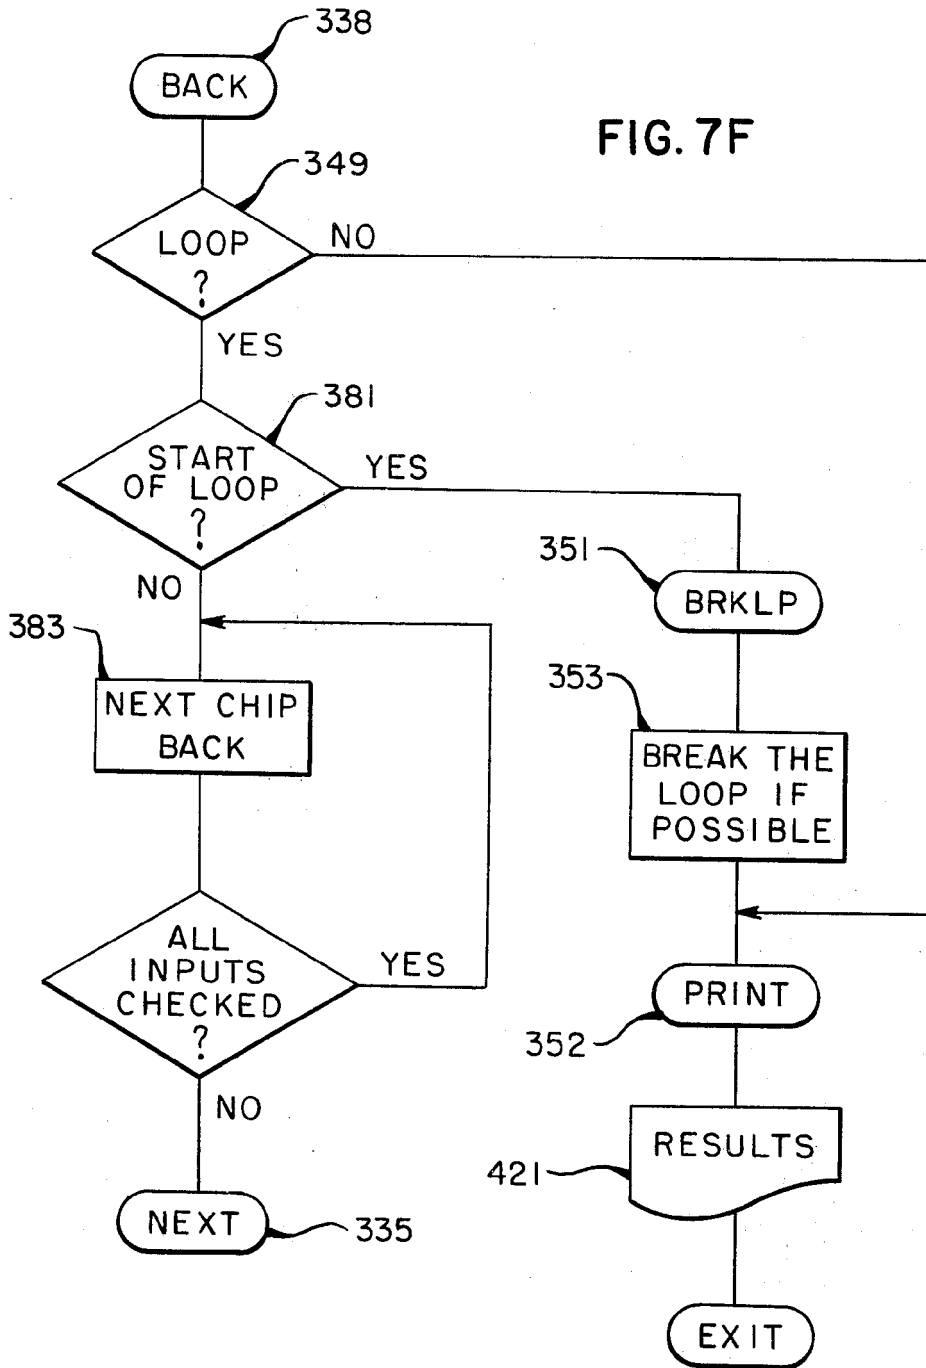 338
BACK
FIG. 7F
349
LOOP
?
NO
YES
381
START
OF LOOP
?
YES
NO
351
BRKLP
383
NEXT CHIP
BACK
353
BREAK THE
LOOP IF
POSSIBLE
ALL
INPUTS
CHECKED
?
YES
NO
PRINT
352
RESULTS
421
NEXT
335
EXIT